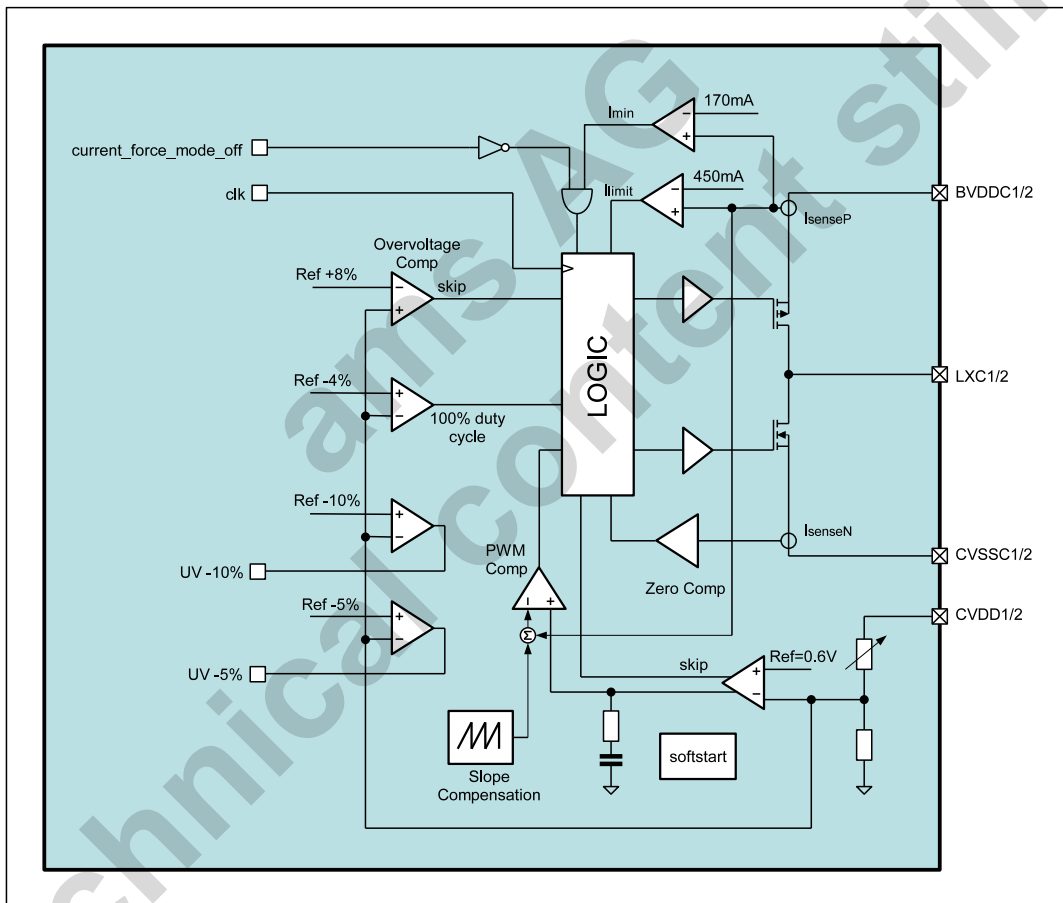 ams AG
technical content still
170mA
Imin
current_force_mode_off
450mA
clk
Ilimit
BVDDC1/2
IsenseP
Overvoltage
Comp
Ref +8%
skip
LOGIC
Ref -4%
LXC1/2
100% duty
cycle
Ref -10%
IsenseN
PWM
Comp
CVSSC1/2
UV -10%
Zero Comp
Ref -5%
CVDD1/2
Σ
Ref=0.6V
UV -5%
skip
softstart
Slope
Compensation